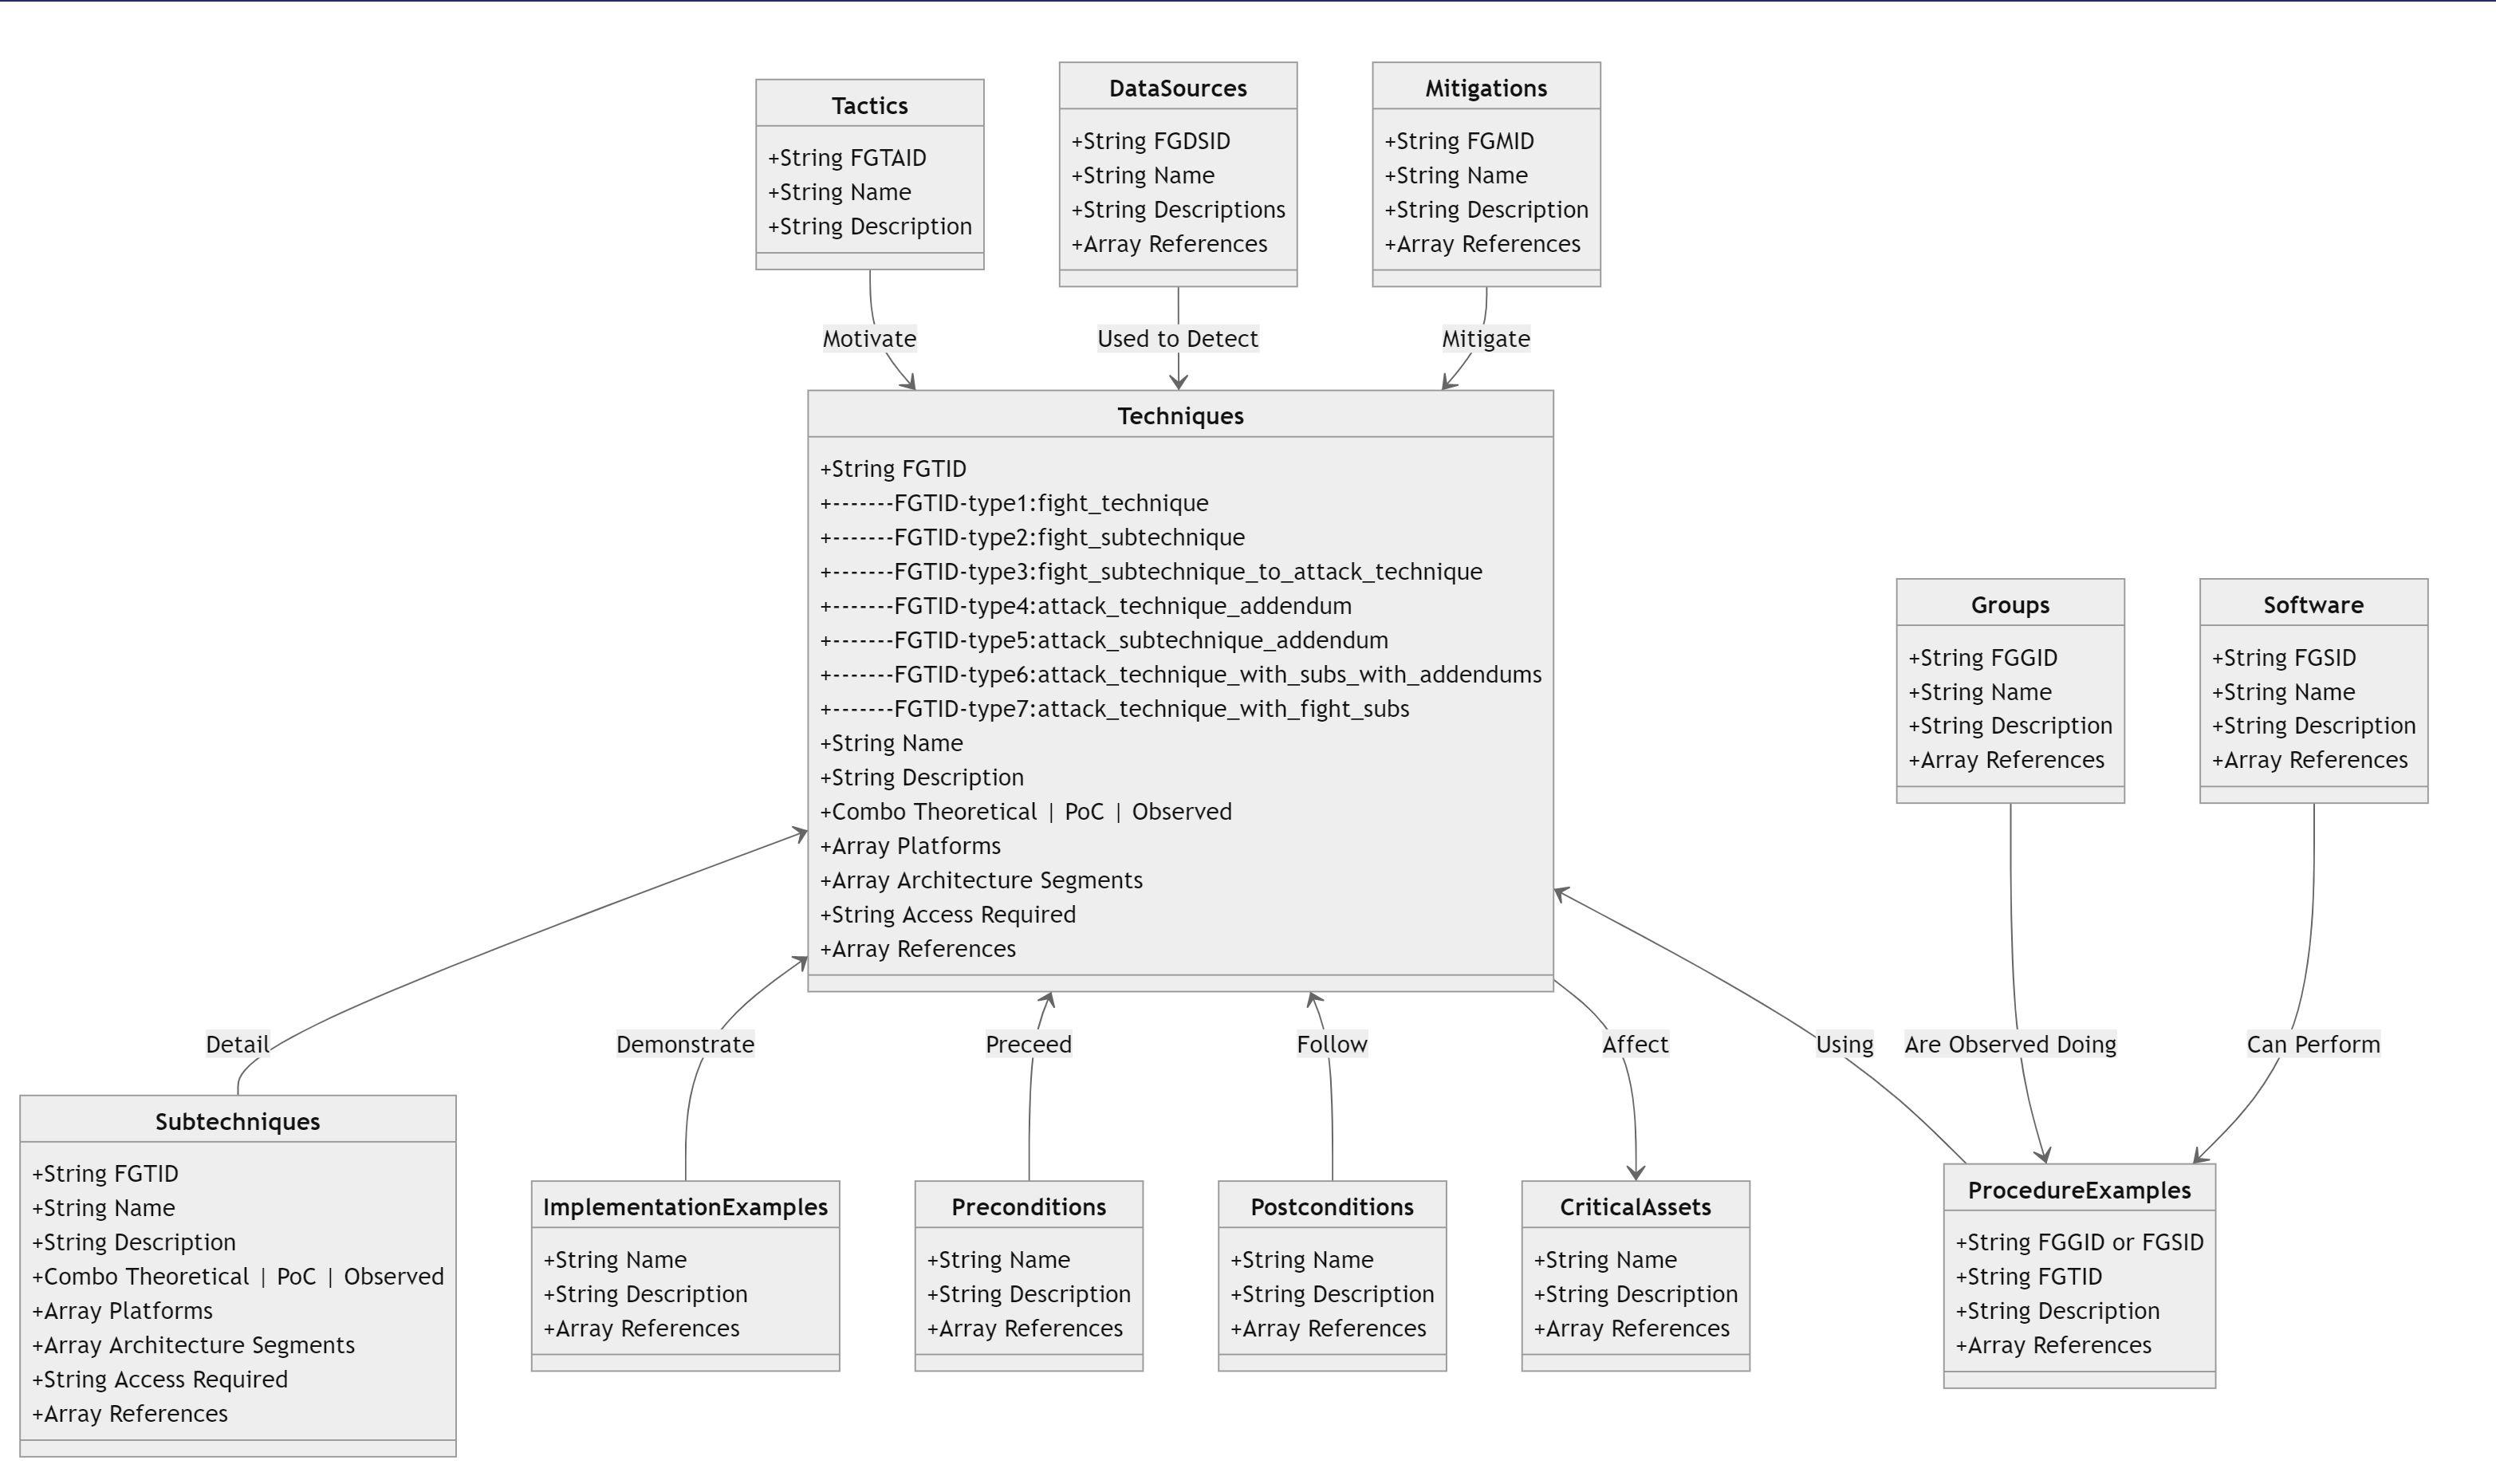 Tactics
+String FGTAID
+String Name
+String Description
DataSources
+String FGDSID
+String Name
+String Descriptions
+Array References
Mitigations
+String FGMID
+String Name
+String Description
+Array References
Motivate
Used to Detect
Mitigate
Techniques
+String FGTID
+-------FGTID-type1:fight_technique
+-------FGTID-type2:fight_subtechnique
+-------FGTID-type3:fight_subtechnique_to_attack_technique
+-------FGTID-type4:attack_technique_addendum
+-------FGTID-type5:attack_subtechnique_addendum
+-------FGTID-type6:attack_technique_with_subs_with_addendums
+-------FGTID-type7:attack_technique_with_fight_subs
+String Name
+String Description
+Combo Theoretical | PoC | Observed
+Array Platforms
+Array Architecture Segments
+String Access Required
+Array References
Groups
+String FGGID
+String Name
+String Description
+Array References
Software
+String FGSID
+String Name
+String Description
+Array References
Detail
Demonstrate
Preceed
Follow
Affect
Using
Are Observed Doing
Can Perform
Subtechniques
+String FGTID
+String Name
+String Description
+Combo Theoretical | PoC | Observed
+Array Platforms
+Array Architecture Segments
+String Access Required
+Array References
ImplementationExamples
+String Name
+String Description
+Array References
Preconditions
+String Name
+String Description
+Array References
Postconditions
+String Name
+String Description
+Array References
CriticalAssets
+String Name
+String Description
+Array References
ProcedureExamples
+String FGGID or FGSID
+String FGTID
+String Description
+Array References